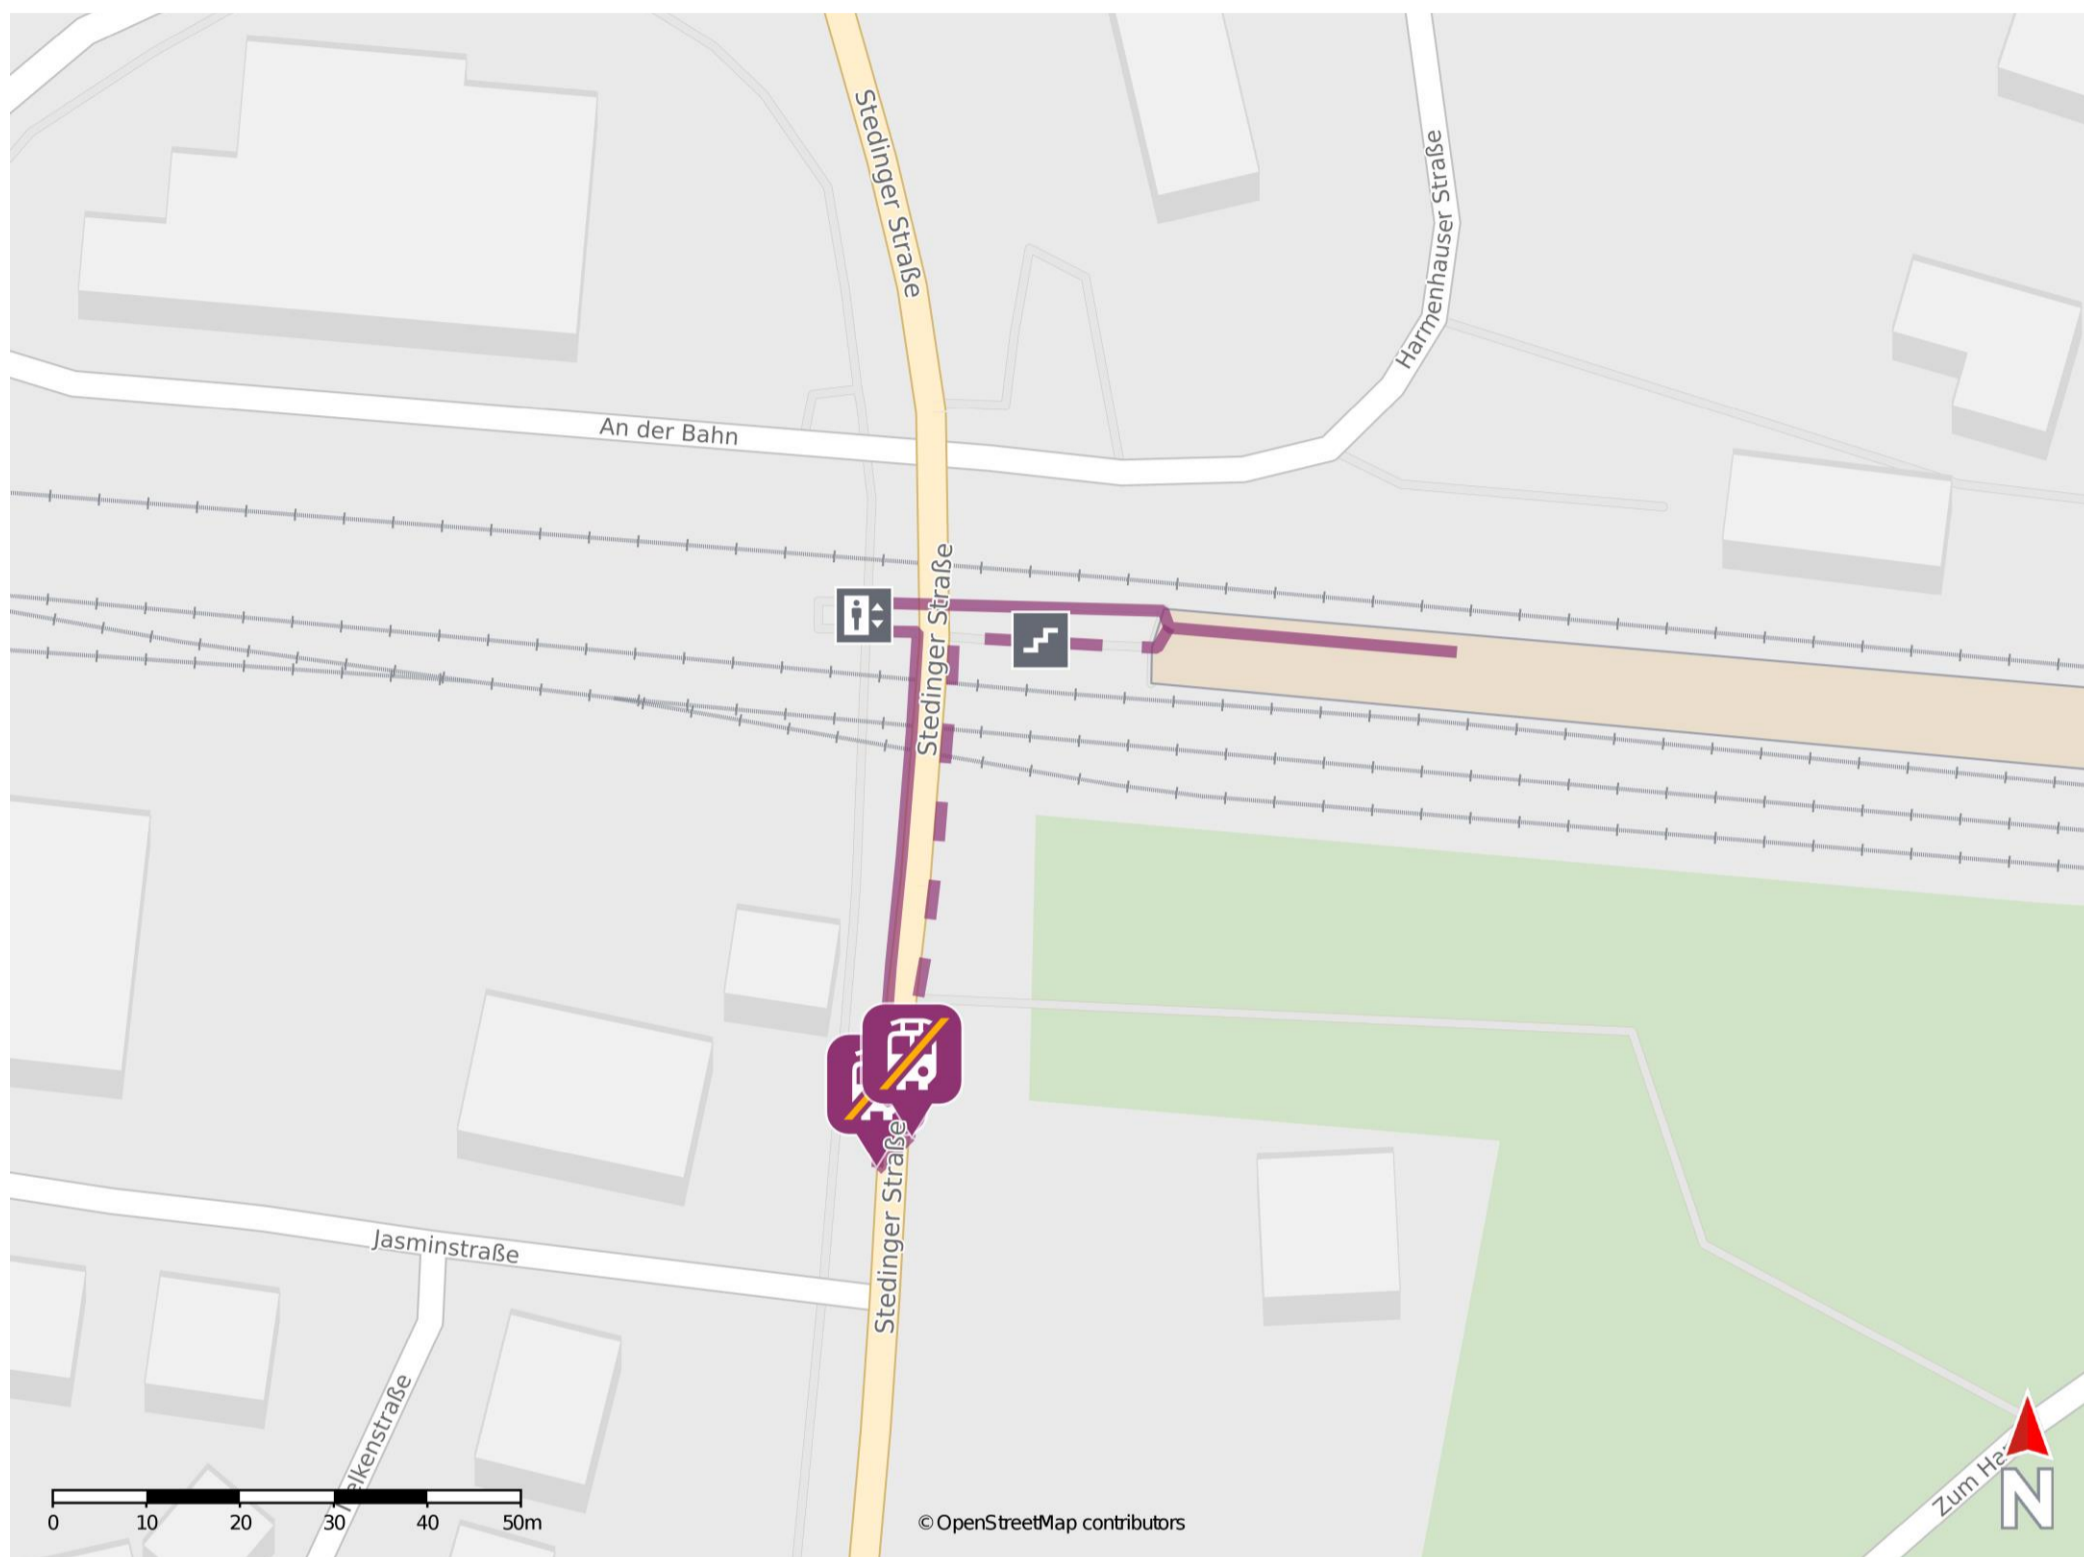 Stedinger Straße
Harmenhauser Straße
An der Bahn
Stedinger Straße
Stedinger Straße
Jasminstraße
Zum
N
0 10 20 30 40 50m
© OpenStreetMap contributors